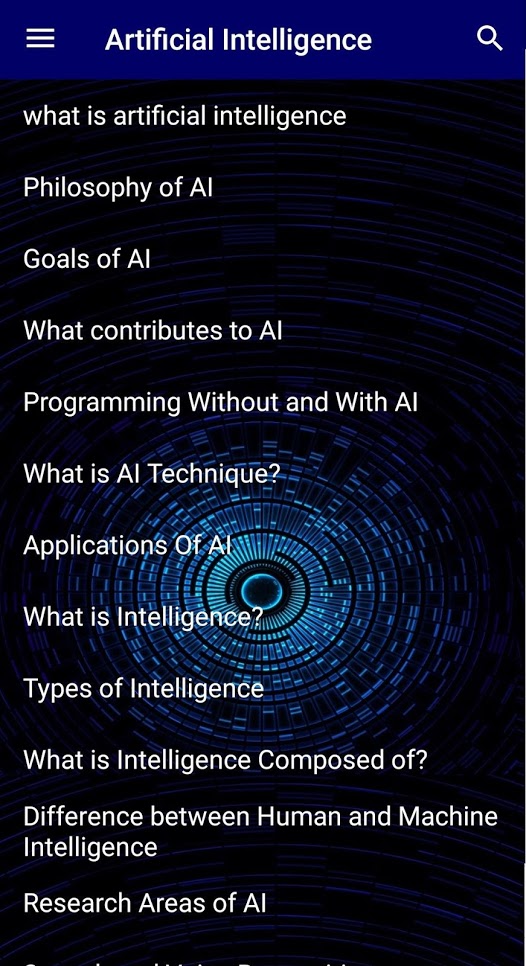 Artificial Intelligence
what is artificial intelligence
Philosophy of AI
Goals of AI
What contributes to AI
Programming Without and With AI
What is AI Technique?
Applications Of AI
What is Intelligence?
Types of Intelligence
What is Intelligence Composed of?
Difference between Human and Machine
Intelligence
Research Areas of AI